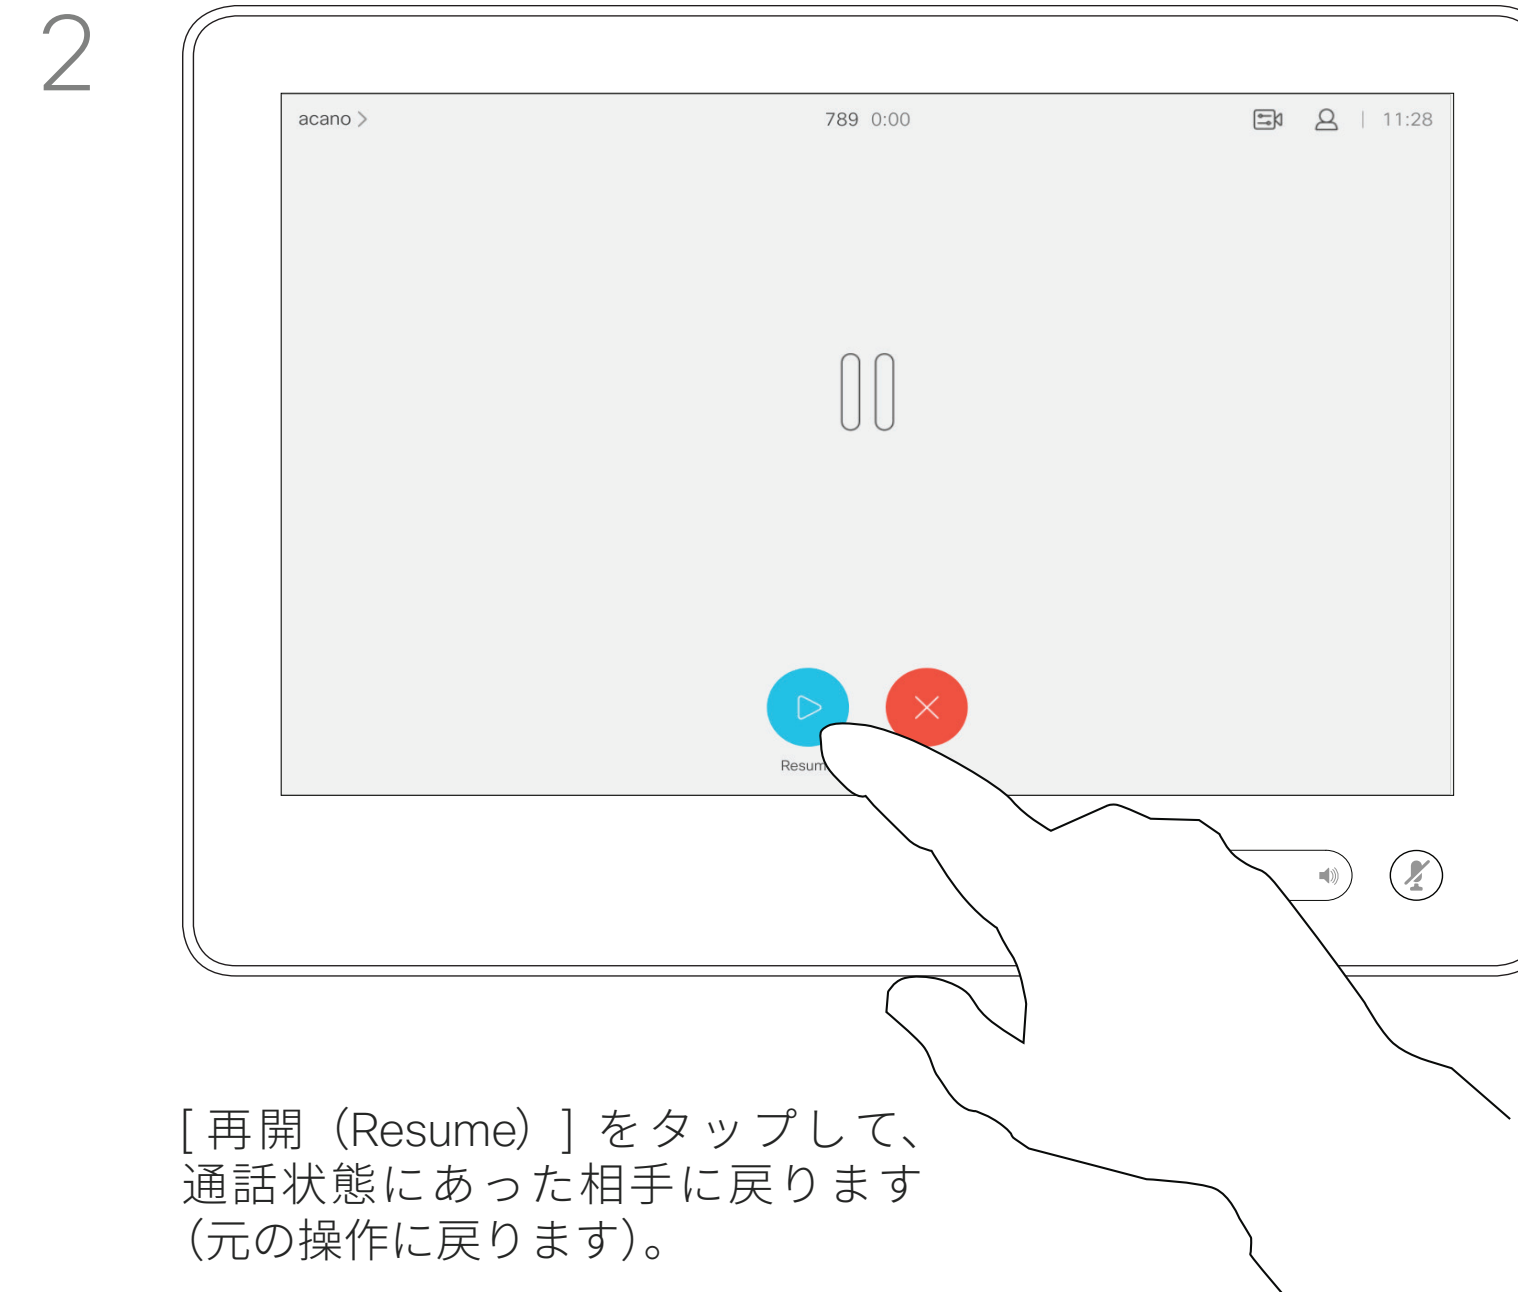 2
acano
789 0:00
11:28
[再開（Resume）] をタップして、
通話状態にあった相手に戻ります
（元の操作に戻ります）。